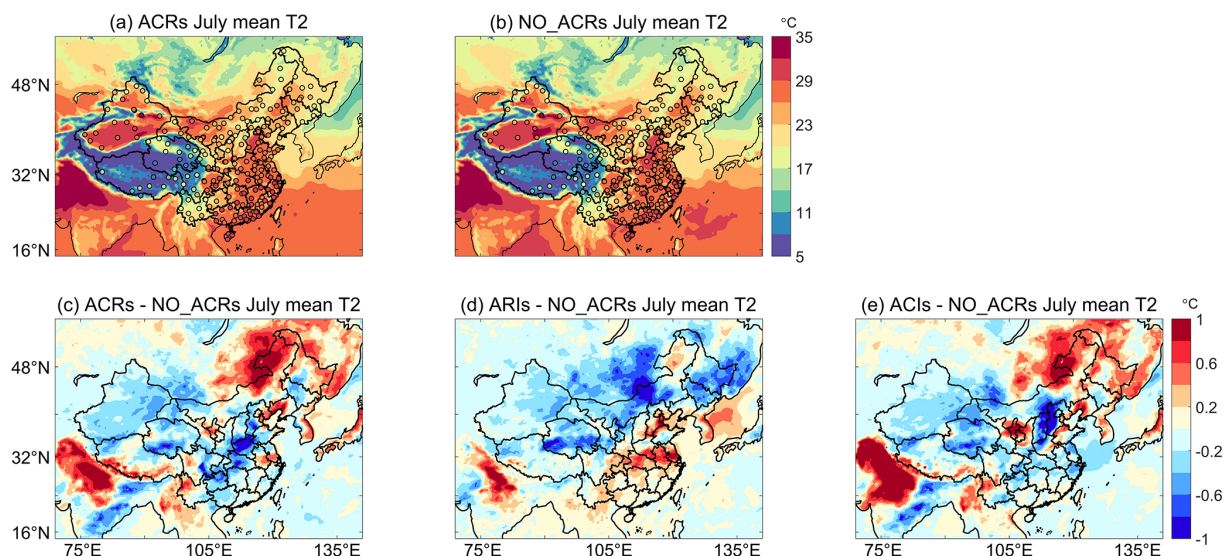 (a) ACRs July mean T2
(b) NO_ACRs July mean T2
°C
35
29
23
17
11
5
48°N
32°N
16°N
(c) ACRs - NO_ACRs July mean T2
(d) ARIs - NO_ACRs July mean T2
(e) ACIs - NO_ACRs July mean T2
°C
1
0.6
0.2
-0.2
-0.6
-1
48°N
32°N
16°N
75°E 105°E 135°E
75°E 105°E 135°E
75°E 105°E 135°E